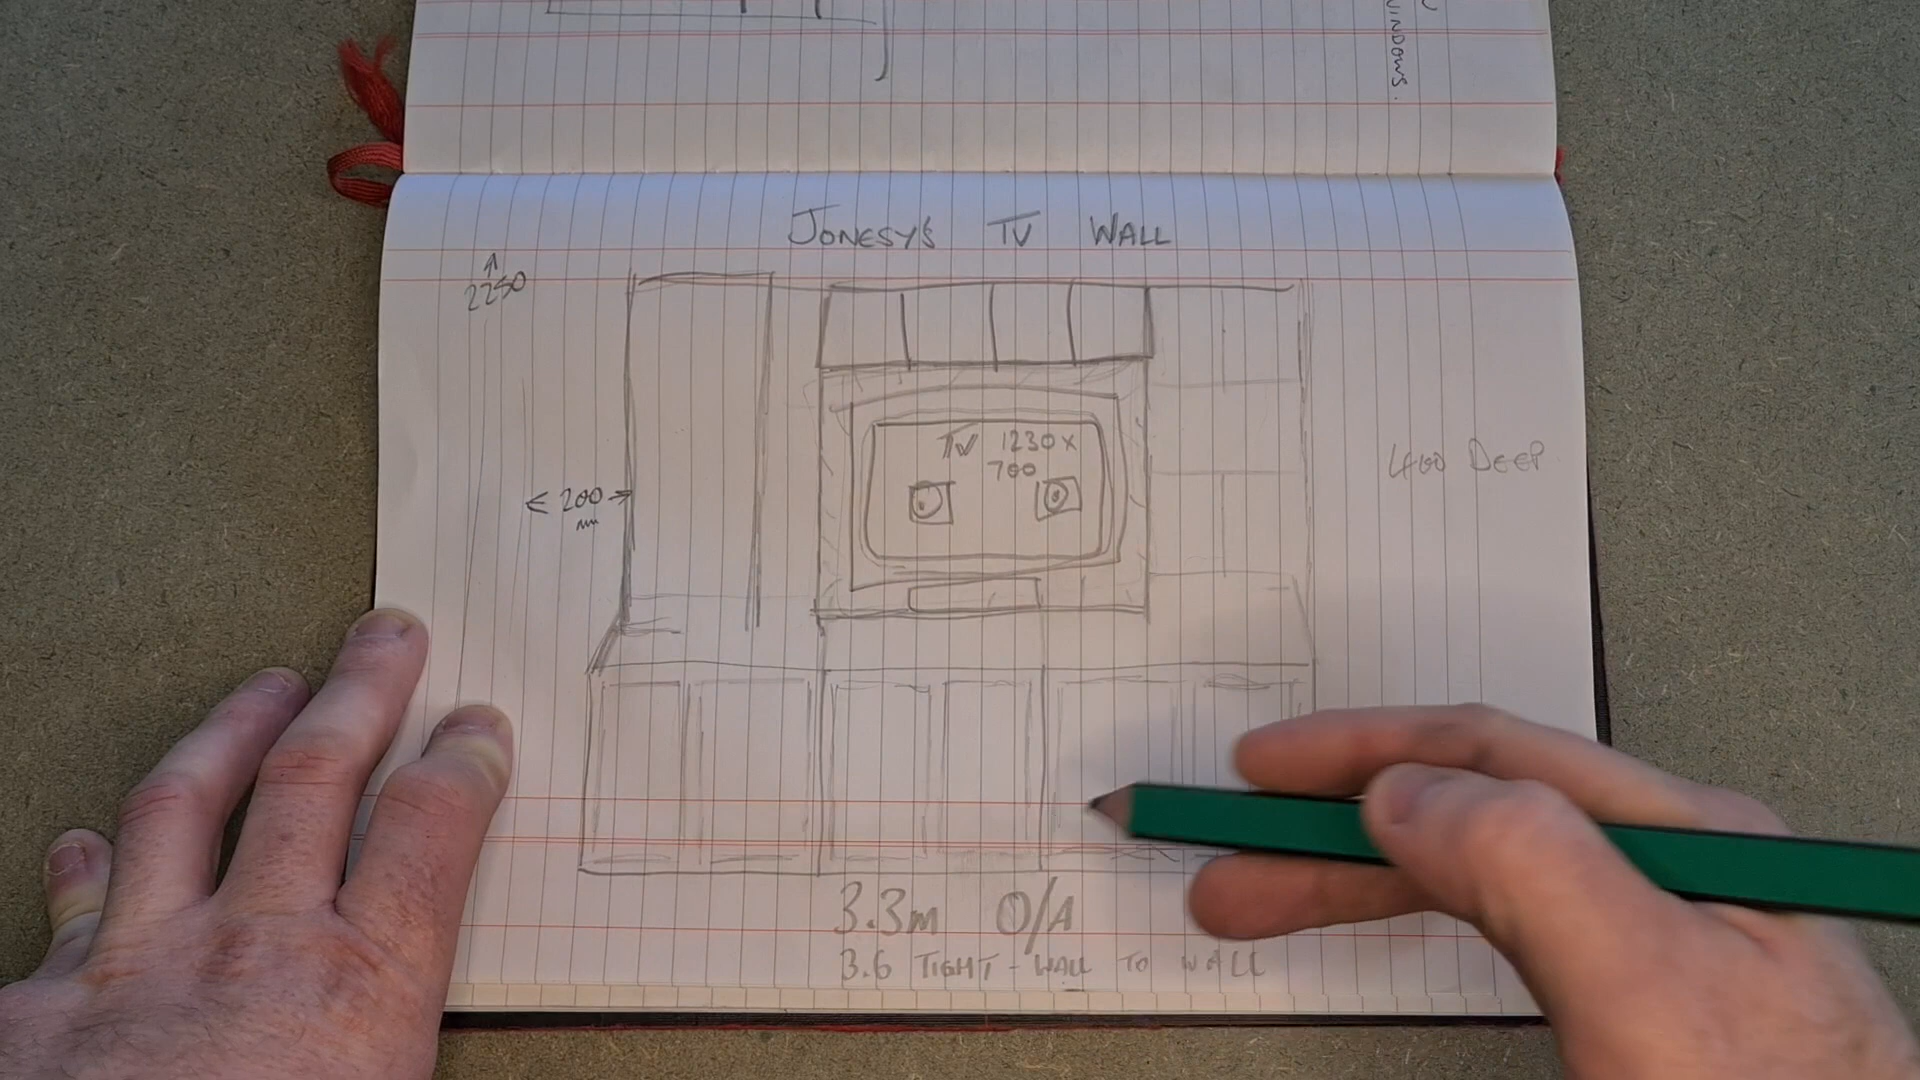 WINDOWS.
JONESY'S TV WALL
↑
2250
TV 1230 x
700
400 DEEP
← 200 →
mm
3.3m O/A
3.6 TIGHT - WALL TO WALL